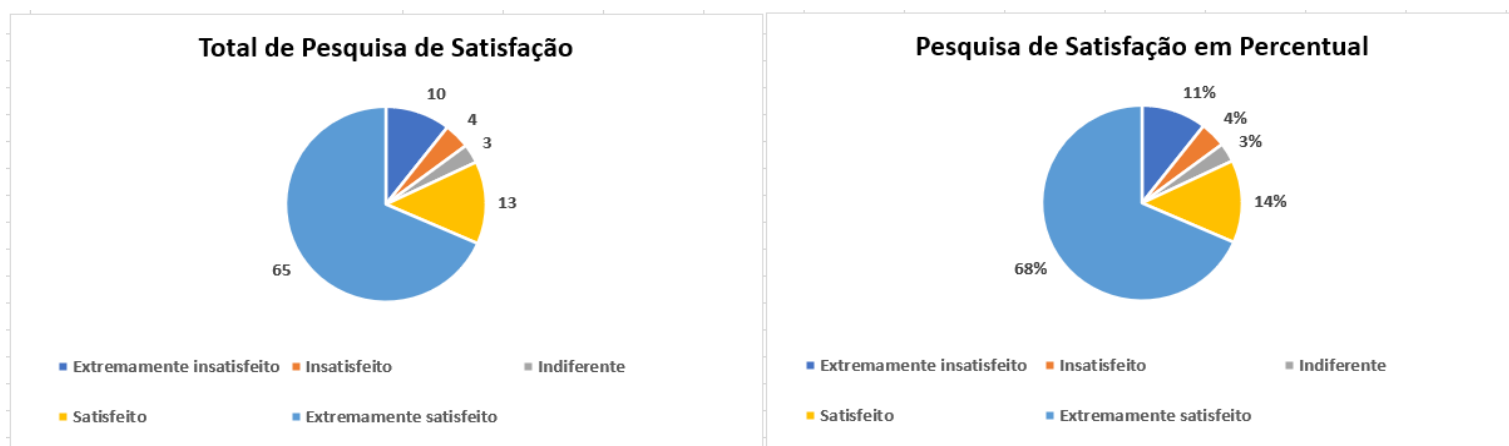 Total de Pesquisa de Satisfação
10
4
3
13
65
Extremamente insatisfeito
Insatisfeito
Indiferente
Satisfeito
Extremamente satisfeito
Pesquisa de Satisfação em Percentual
11%
4%
3%
14%
68%
Extremamente insatisfeito
Insatisfeito
Indiferente
Satisfeito
Extremamente satisfeito